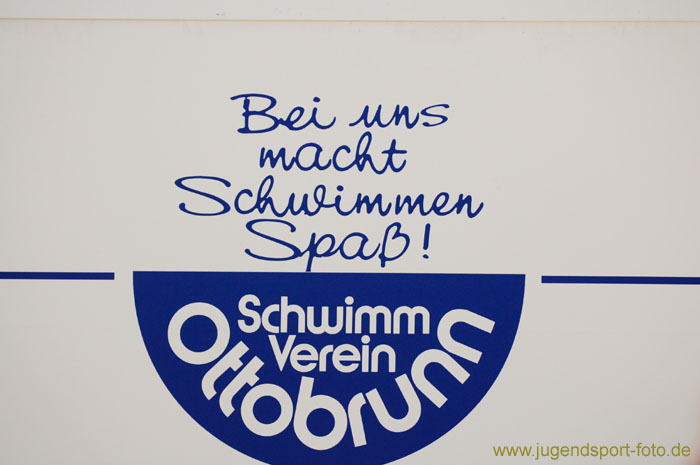 Bei uns
macht
Schwimmen
Spaß!
Schwimm
Verein
Ottobrunn
www.jugendsport-foto.de